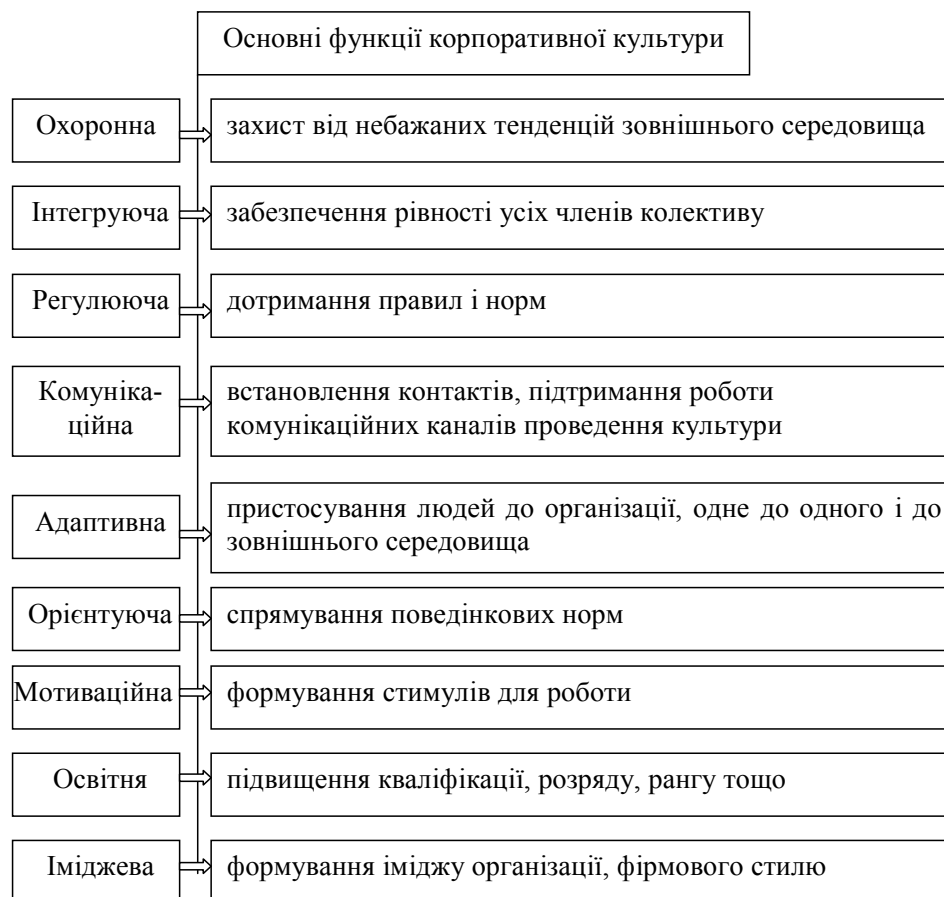 Основні функції корпоративної культури
Охоронна
захист від небажаних тенденцій зовнішнього середовища
Інтегруюча
забезпечення рівності усіх членів колективу
Регулююча
дотримання правил і норм
Комуніка-
ційна
встановлення контактів, підтримання роботи
комунікаційних каналів проведення культури
Адаптивна
пристосування людей до організації, одне до одного і до
зовнішнього середовища
Орієнтуюча
спрямування поведінкових норм
Мотиваційна
формування стимулів для роботи
Освітня
підвищення кваліфікації, розряду, рангу тощо
Іміджева
формування іміджу організації, фірмового стилю